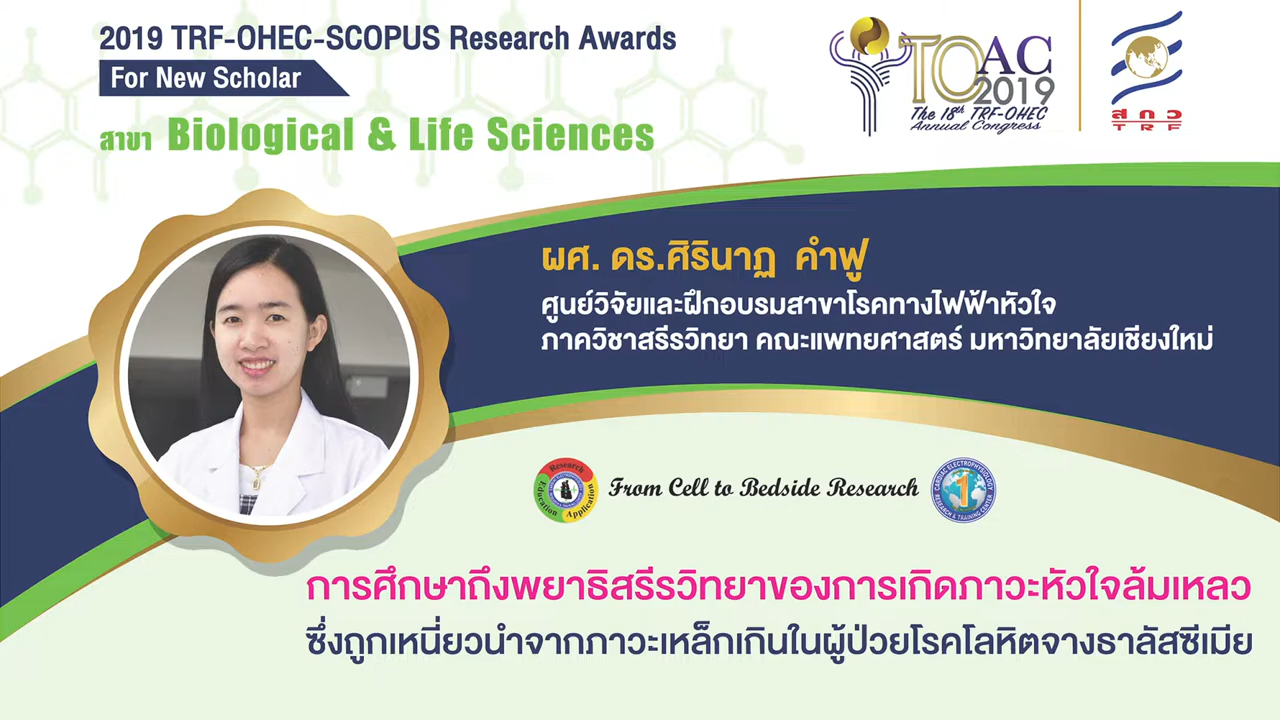 2019 TRF-OHEC-SCOPUS Research Awards
For New Scholar
สาขา Biological & Life Sciences
TOAC
2019
The 18th TRF-OHEC
Annual Congress
สกว
TRF
ผศ. ดร.ศิรินาฏ คำฟู
ศูนย์วิจัยและฝึกอบรมสาขาโรคทางไฟฟ้าหัวใจ
ภาควิชาสรีรวิทยา คณะแพทยศาสตร์ มหาวิทยาลัยเชียงใหม่
Research
Education
Application
From Cell to Bedside Research
CARDIAC ELECTROPHYSIOLOGY
1
RESEARCH & TRAINING CENTER
การศึกษาถึงพยาธิสรีรวิทยาของการเกิดภาวะหัวใจล้มเหลว
ซึ่งถูกเหนี่ยวนำจากภาวะเหล็กเกินในผู้ป่วยโรคโลหิตจางธาลัสซีเมีย